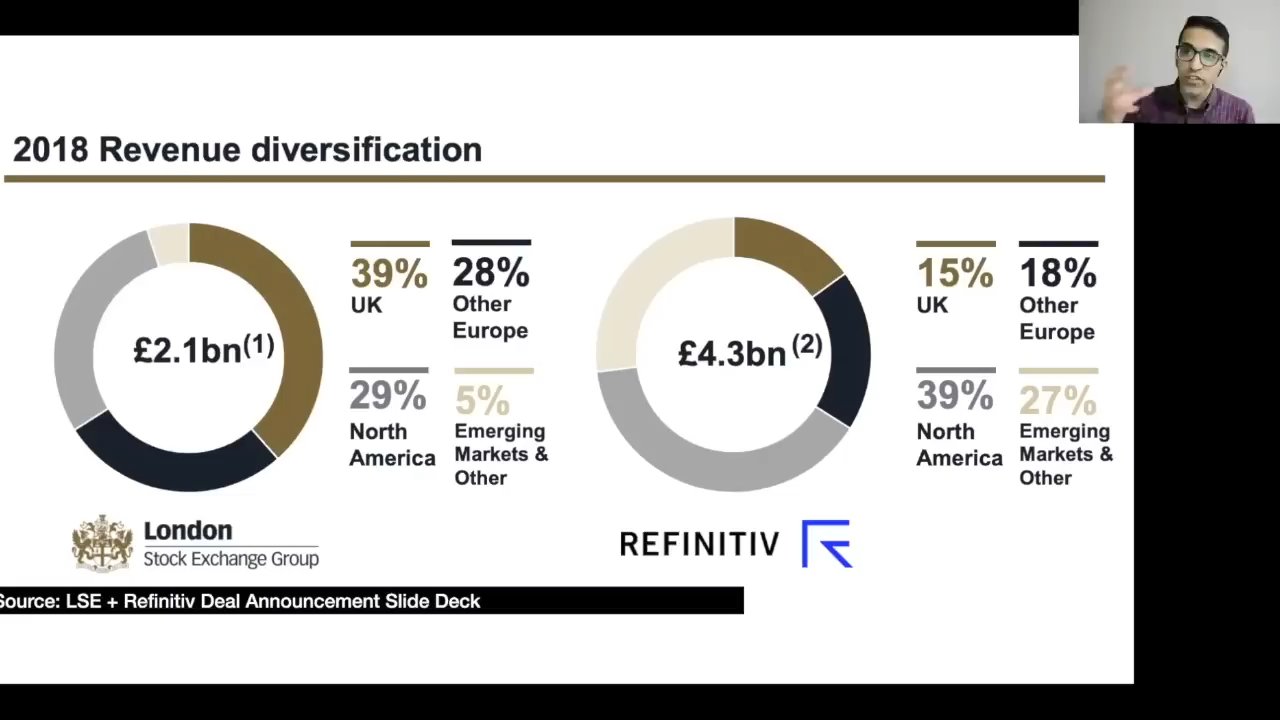 2018 Revenue diversification
£2.1bn(1)
39%
UK
28%
Other
Europe
29%
North
America
5%
Emerging
Markets &
Other
£4.3bn (2)
15%
UK
18%
Other
Europe
39%
North
America
27%
Emerging
Markets &
Other
London
Stock Exchange Group
REFINITIV
Source: LSE + Refinitiv Deal Announcement Slide Deck